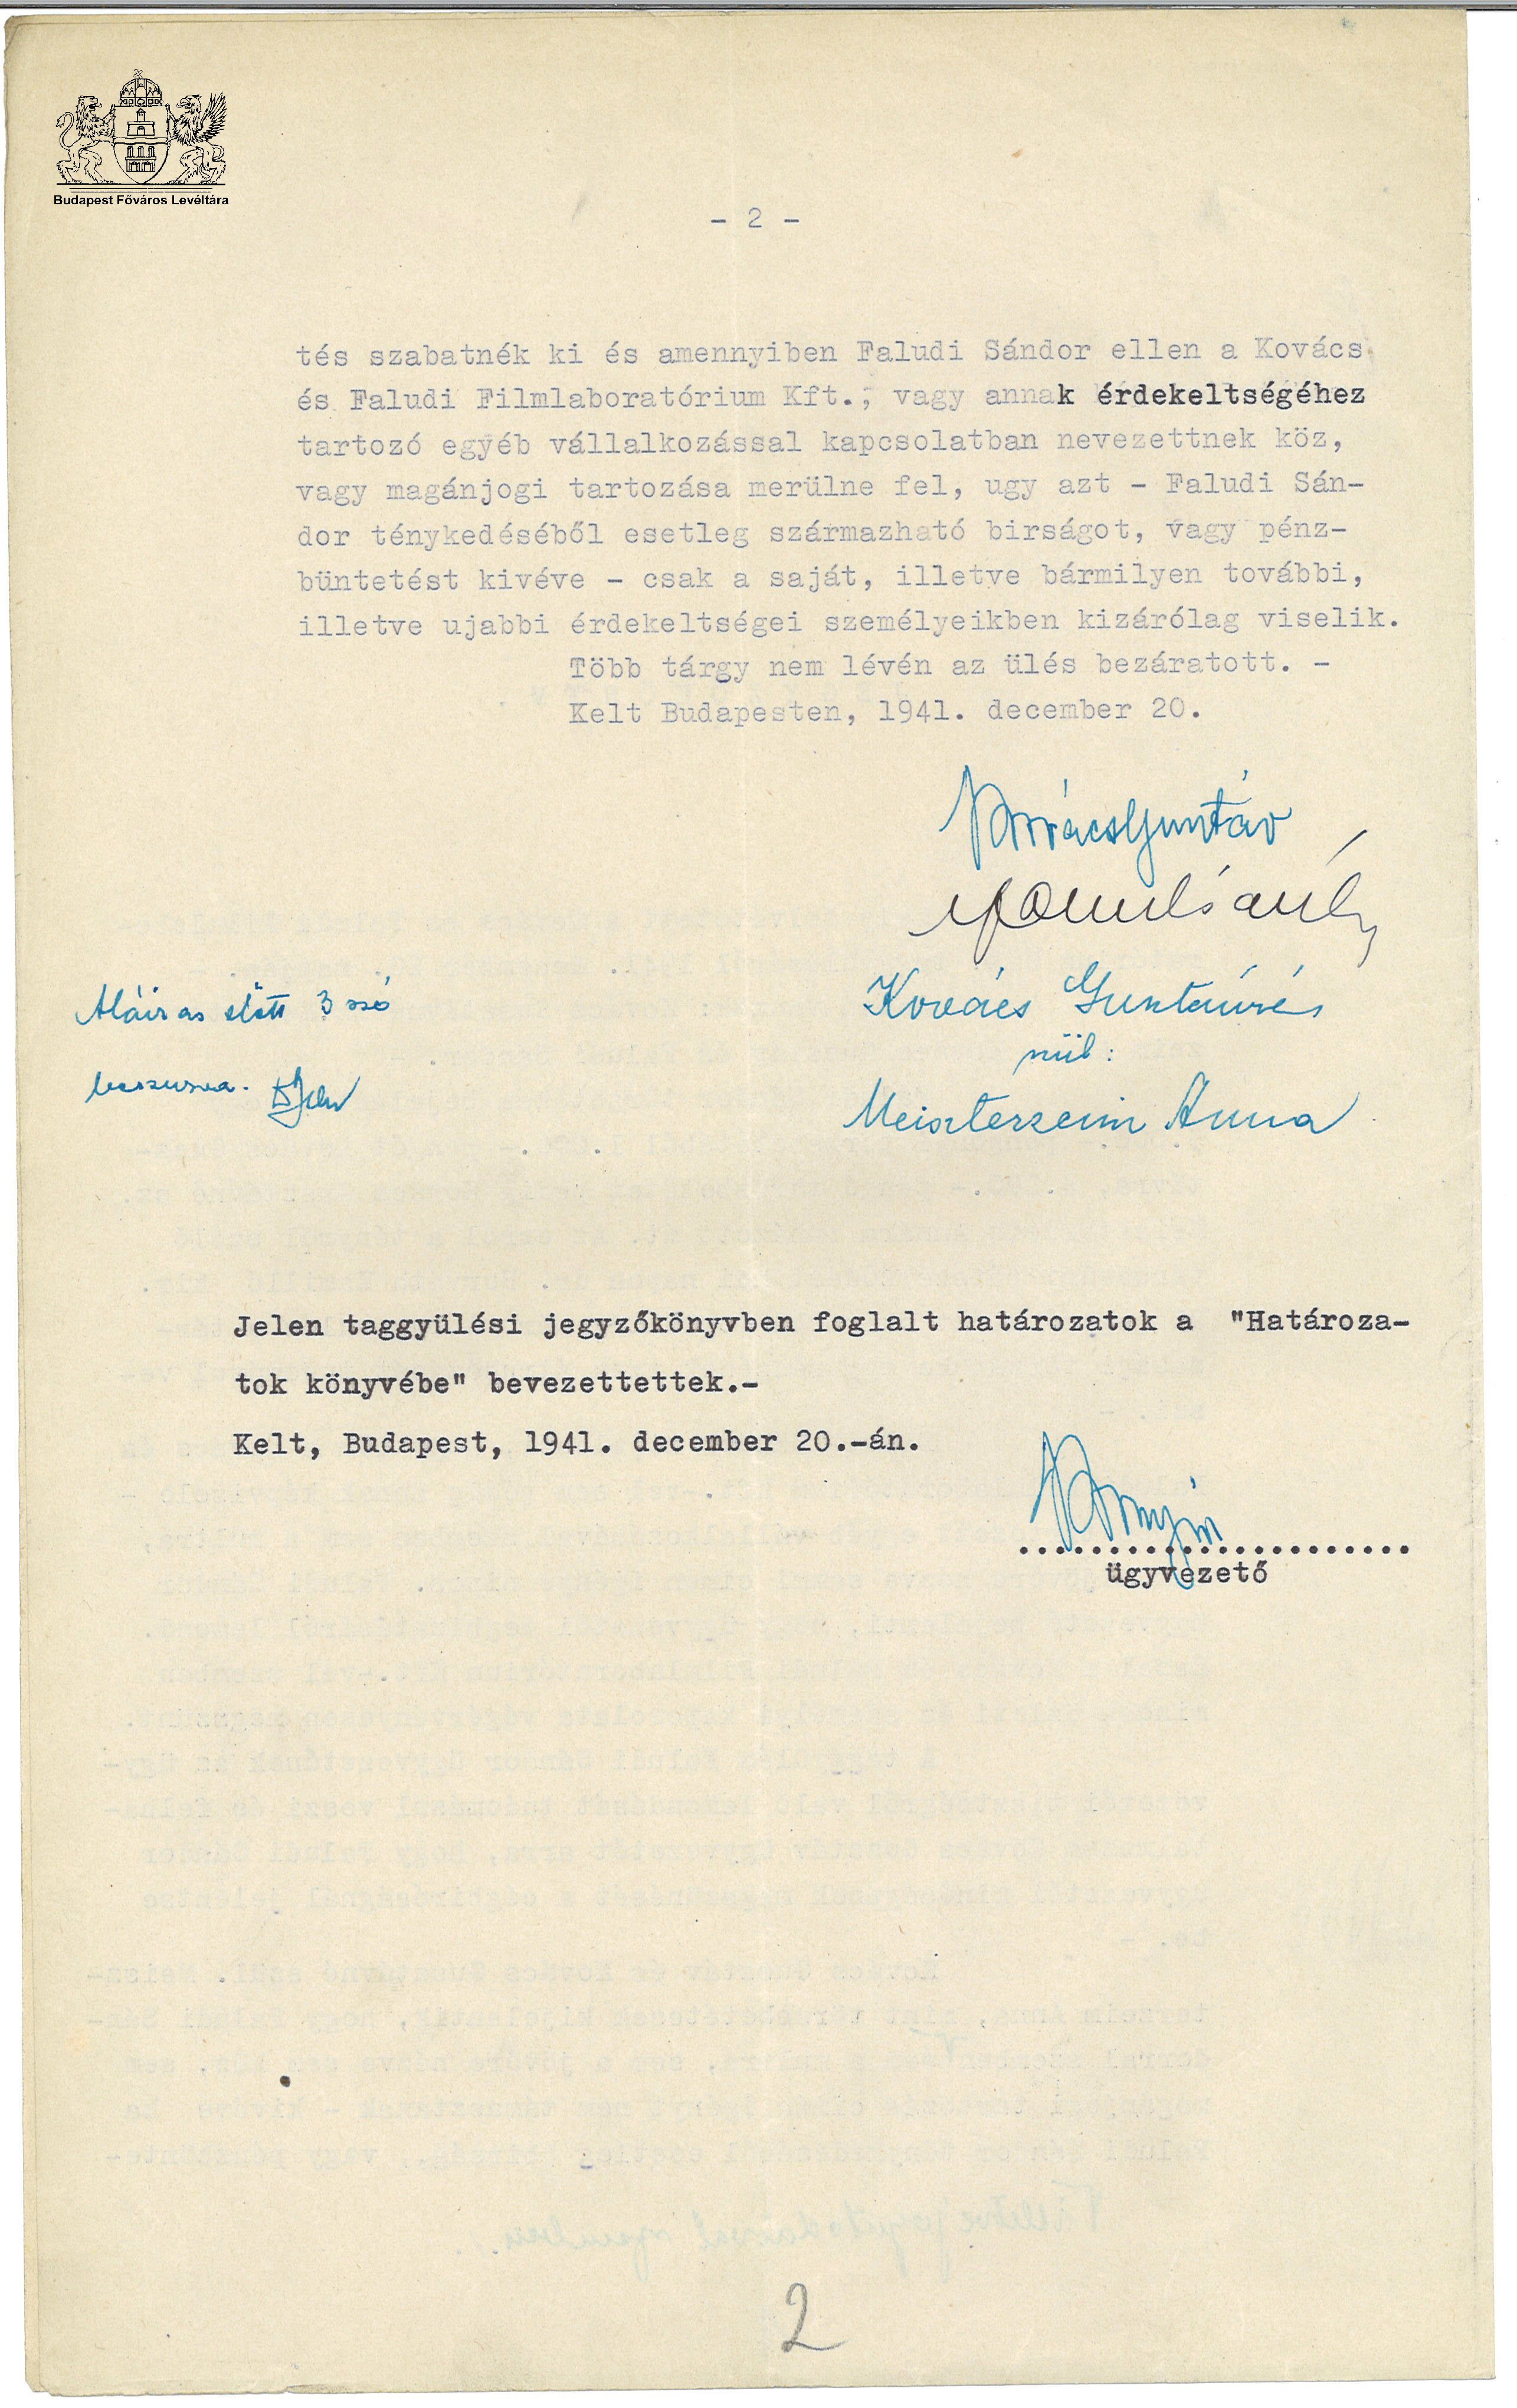 Budapest Főváros Levéltára
- 2 -
tés szabatnék ki és amennyiben Faludi Sándor ellen a Kovács
és Faludi Filmlaboratórium Kft., vagy annak érdekeltségéhez
tartozó egyéb vállalkozással kapcsolatban nevezettnek köz,
vagy magánjogi tartozása merülne fel, ugy azt - Faludi Sán-
dor ténykedéséből esetleg származható birságot, vagy pénz-
büntetést kivéve - csak a saját, illetve bármilyen további,
illetve ujabbi érdekeltségei személyeikben kizárólag viselik.
Több tárgy nem lévén az ülés bezáratott. -
Kelt Budapesten, 1941. december 20.
Kovács Gusztáv
Kovács Gusztávné
szül:
Meiszterzeim Anna
Aláirás előtt 3 szó
beszurva.
Jelen taggyülési jegyzőkönyvben foglalt határozatok a "Határoza-
tok könyvébe" bevezettettek.-
Kelt, Budapest, 1941. december 20.-án.
......................
ügyvezető
2